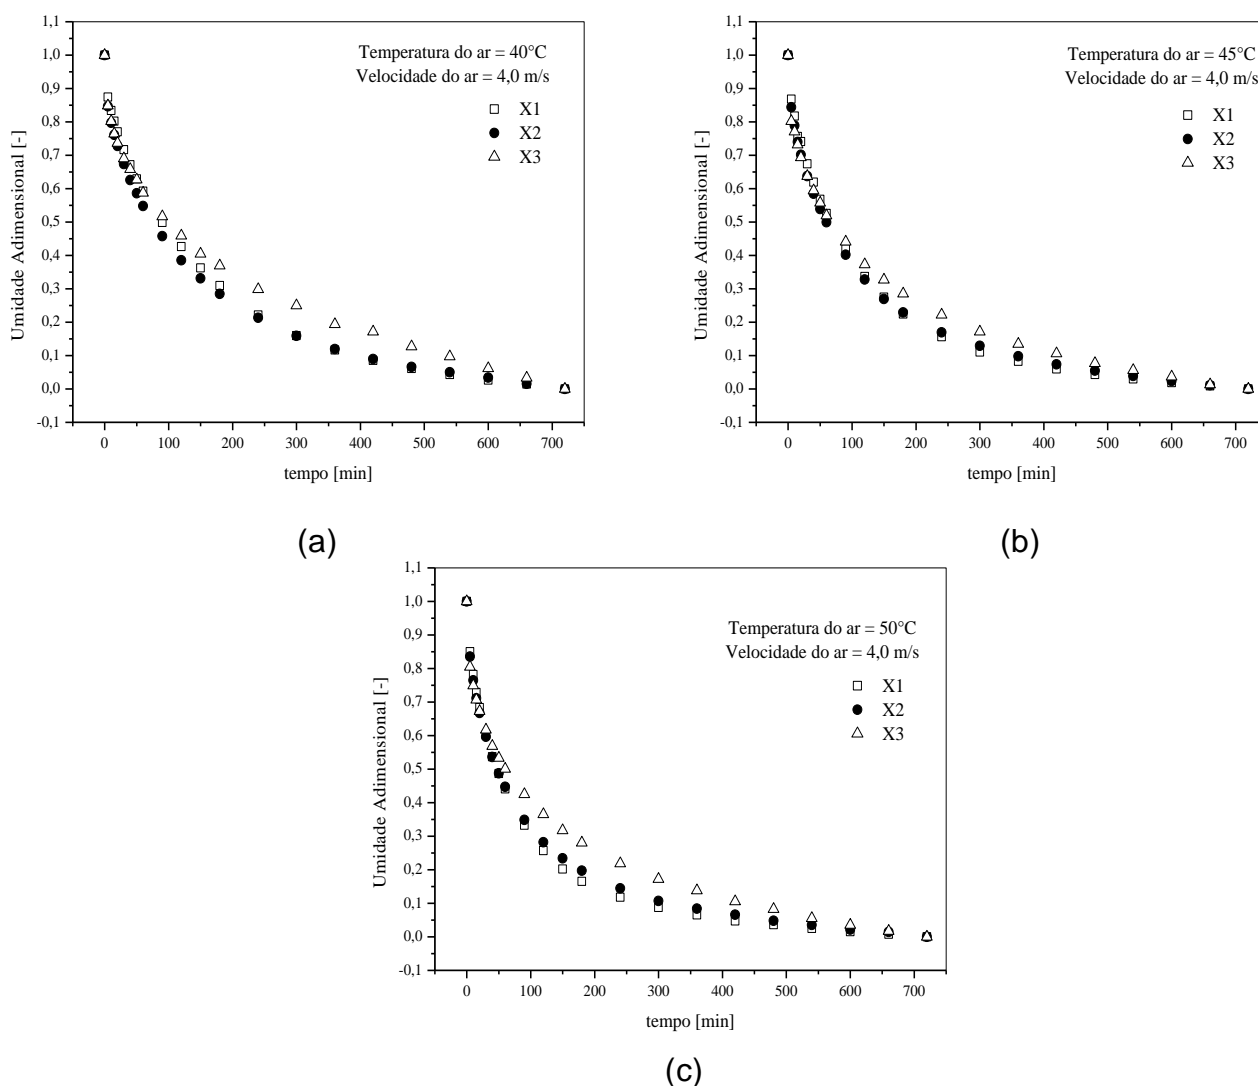 1,1
1,0
0,9
0,8
0,7
0,6
0,5
0,4
0,3
0,2
0,1
0,0
-0,1
Umidade Adimensional [-]
Temperatura do ar = 40°C
Velocidade do ar = 4,0 m/s
X1
X2
X3
0 100 200 300 400 500 600 700
tempo [min]
(a)
1,1
1,0
0,9
0,8
0,7
0,6
0,5
0,4
0,3
0,2
0,1
0,0
-0,1
Umidade Adimensional [-]
Temperatura do ar = 45°C
Velocidade do ar = 4,0 m/s
X1
X2
X3
0 100 200 300 400 500 600 700
tempo [min]
(b)
1,1
1,0
0,9
0,8
0,7
0,6
0,5
0,4
0,3
0,2
0,1
0,0
-0,1
Umidade Adimensional [-]
Temperatura do ar = 50°C
Velocidade do ar = 4,0 m/s
X1
X2
X3
0 100 200 300 400 500 600 700
tempo [min]
(c)